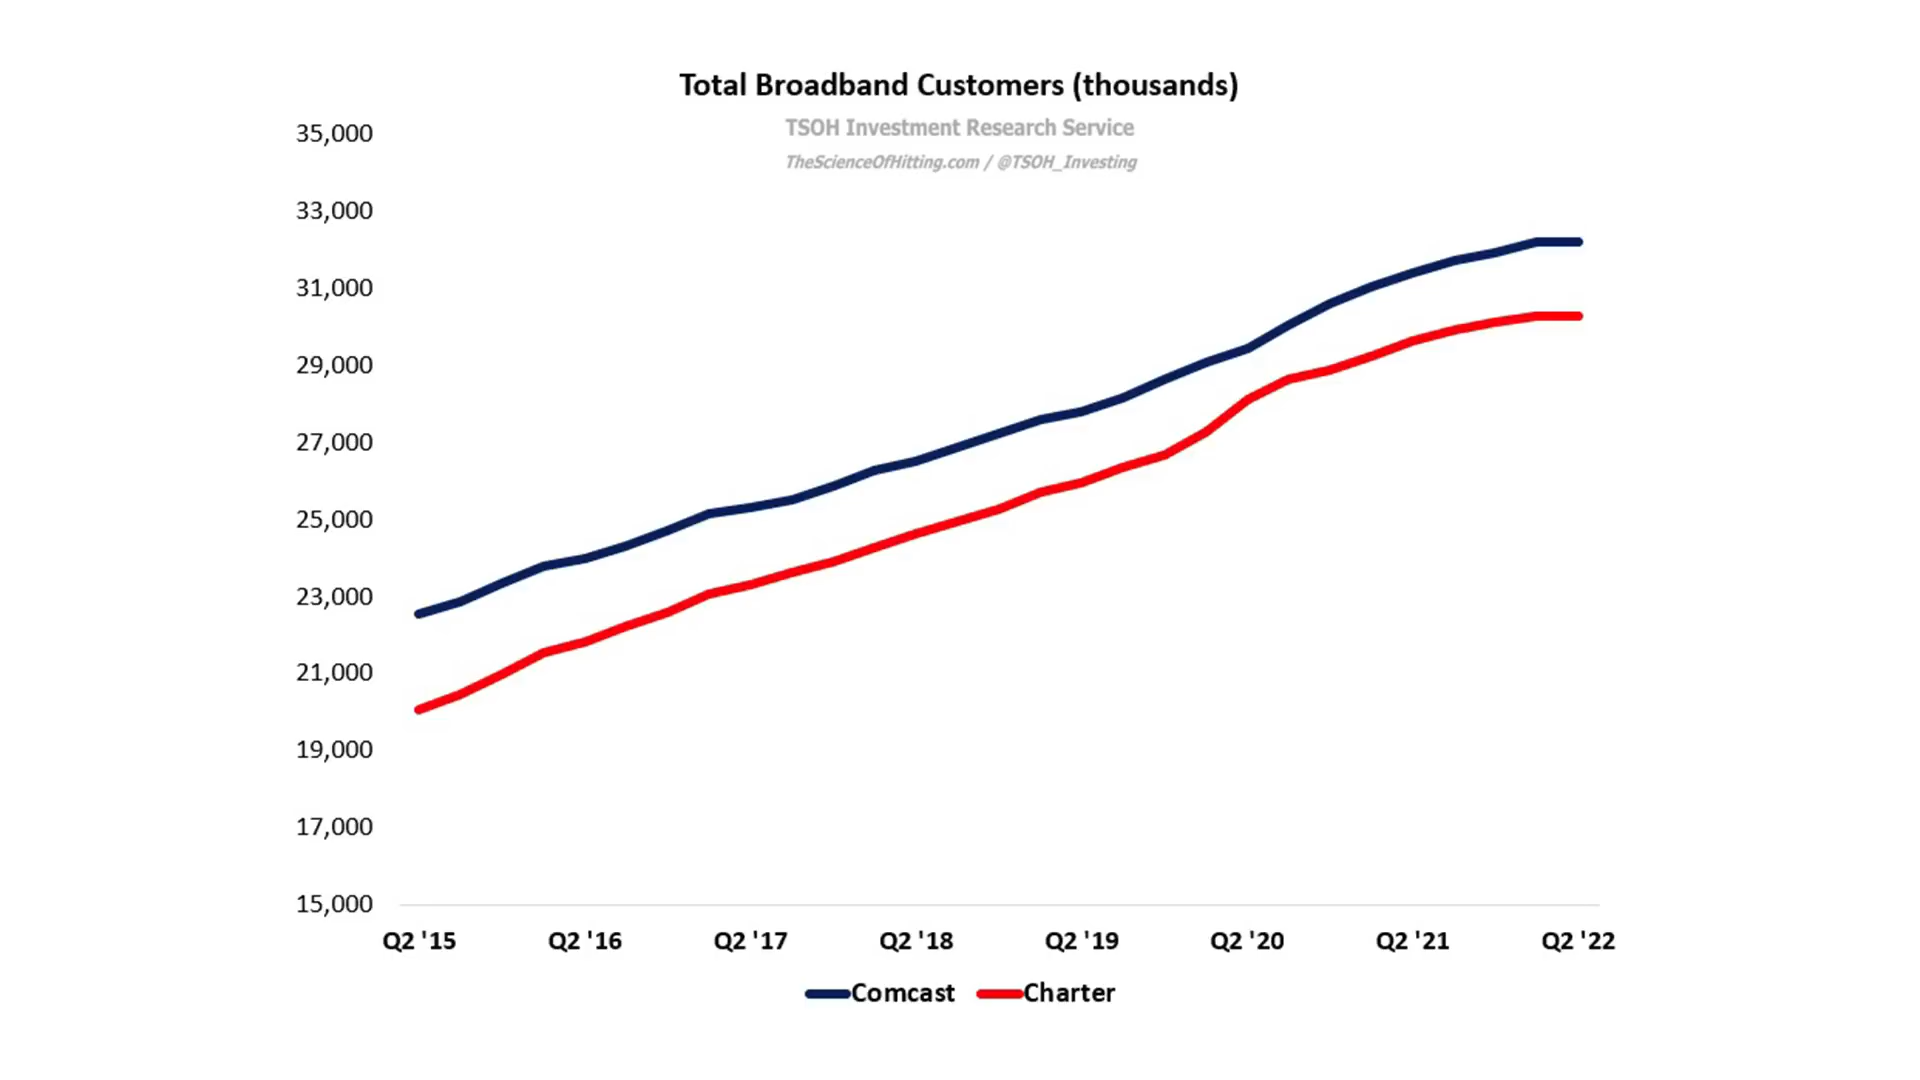 Total Broadband Customers (thousands)
TSOH Investment Research Service
TheScienceOfHitting.com / @TSOH_Investing
35,000
33,000
31,000
29,000
27,000
25,000
23,000
21,000
19,000
17,000
15,000
Q2 '15 Q2 '16 Q2 '17 Q2 '18 Q2 '19 Q2 '20 Q2 '21 Q2 '22
Comcast Charter